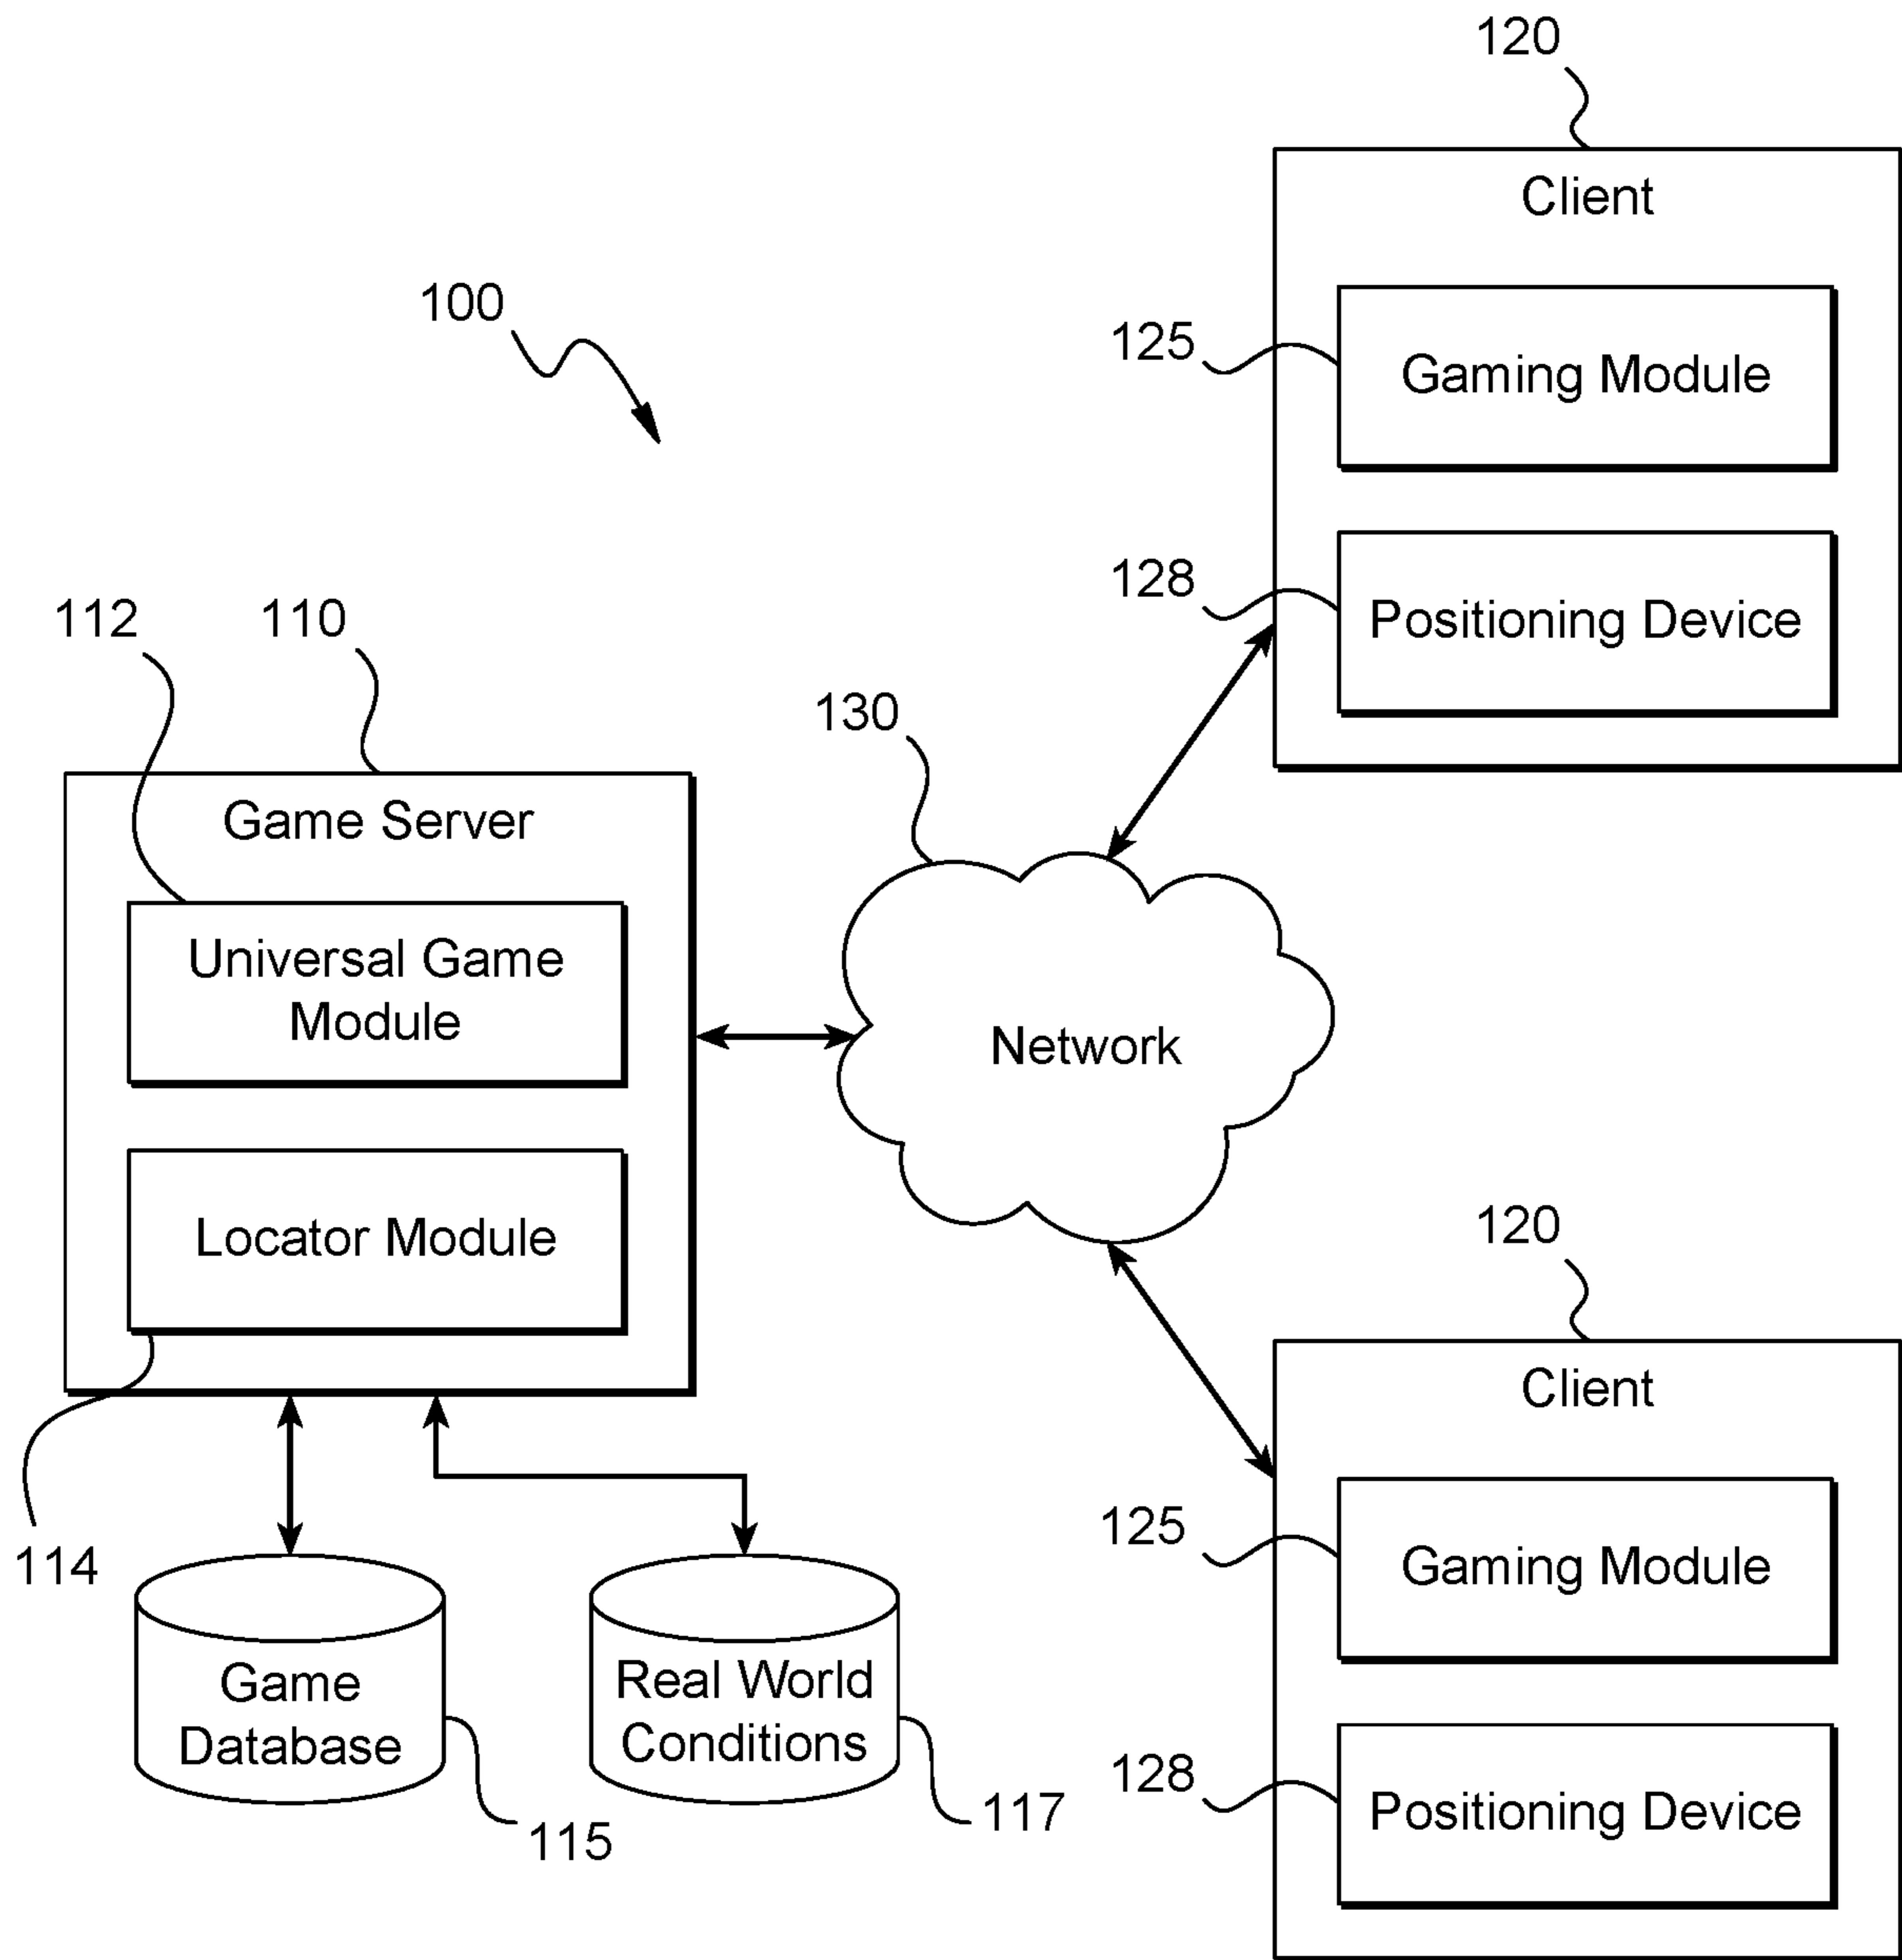 120
Client
100
125
Gaming Module
128
Positioning Device
112
110
130
Game Server
Universal Game
Module
Network
Locator Module
120
Client
125
Gaming Module
114
Game
Database
Real World
Conditions
128
Positioning Device
115
117